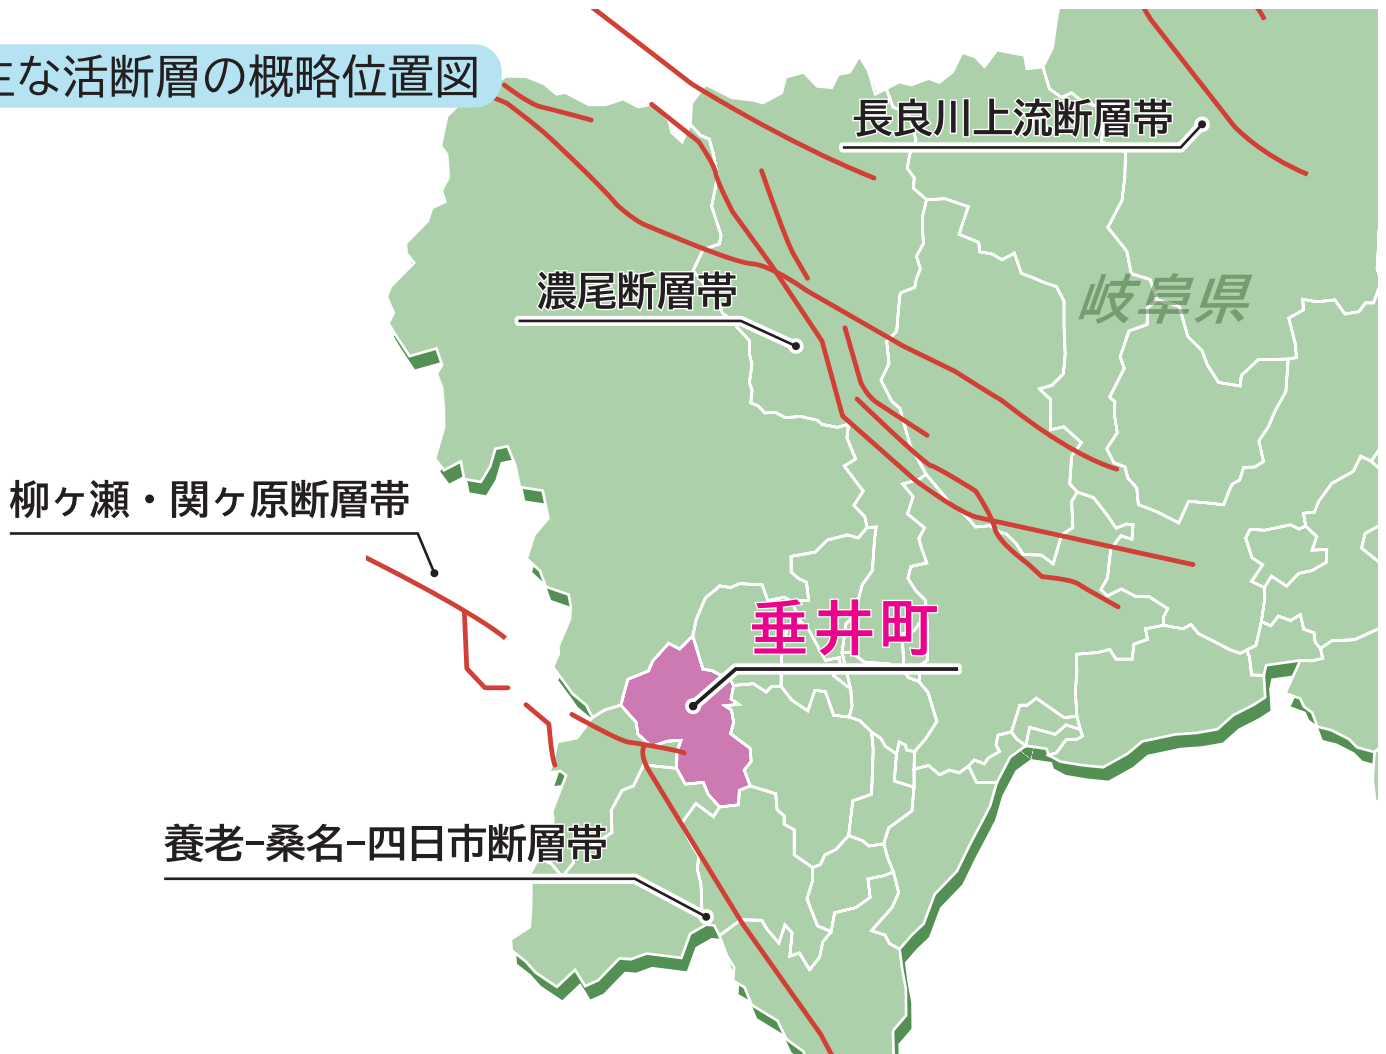 主な活断層の概略位置図
長良川上流断層帯
岐阜県
濃尾断層帯
柳ヶ瀬・関ヶ原断層帯
垂井町
養老−桑名−四日市断層帯